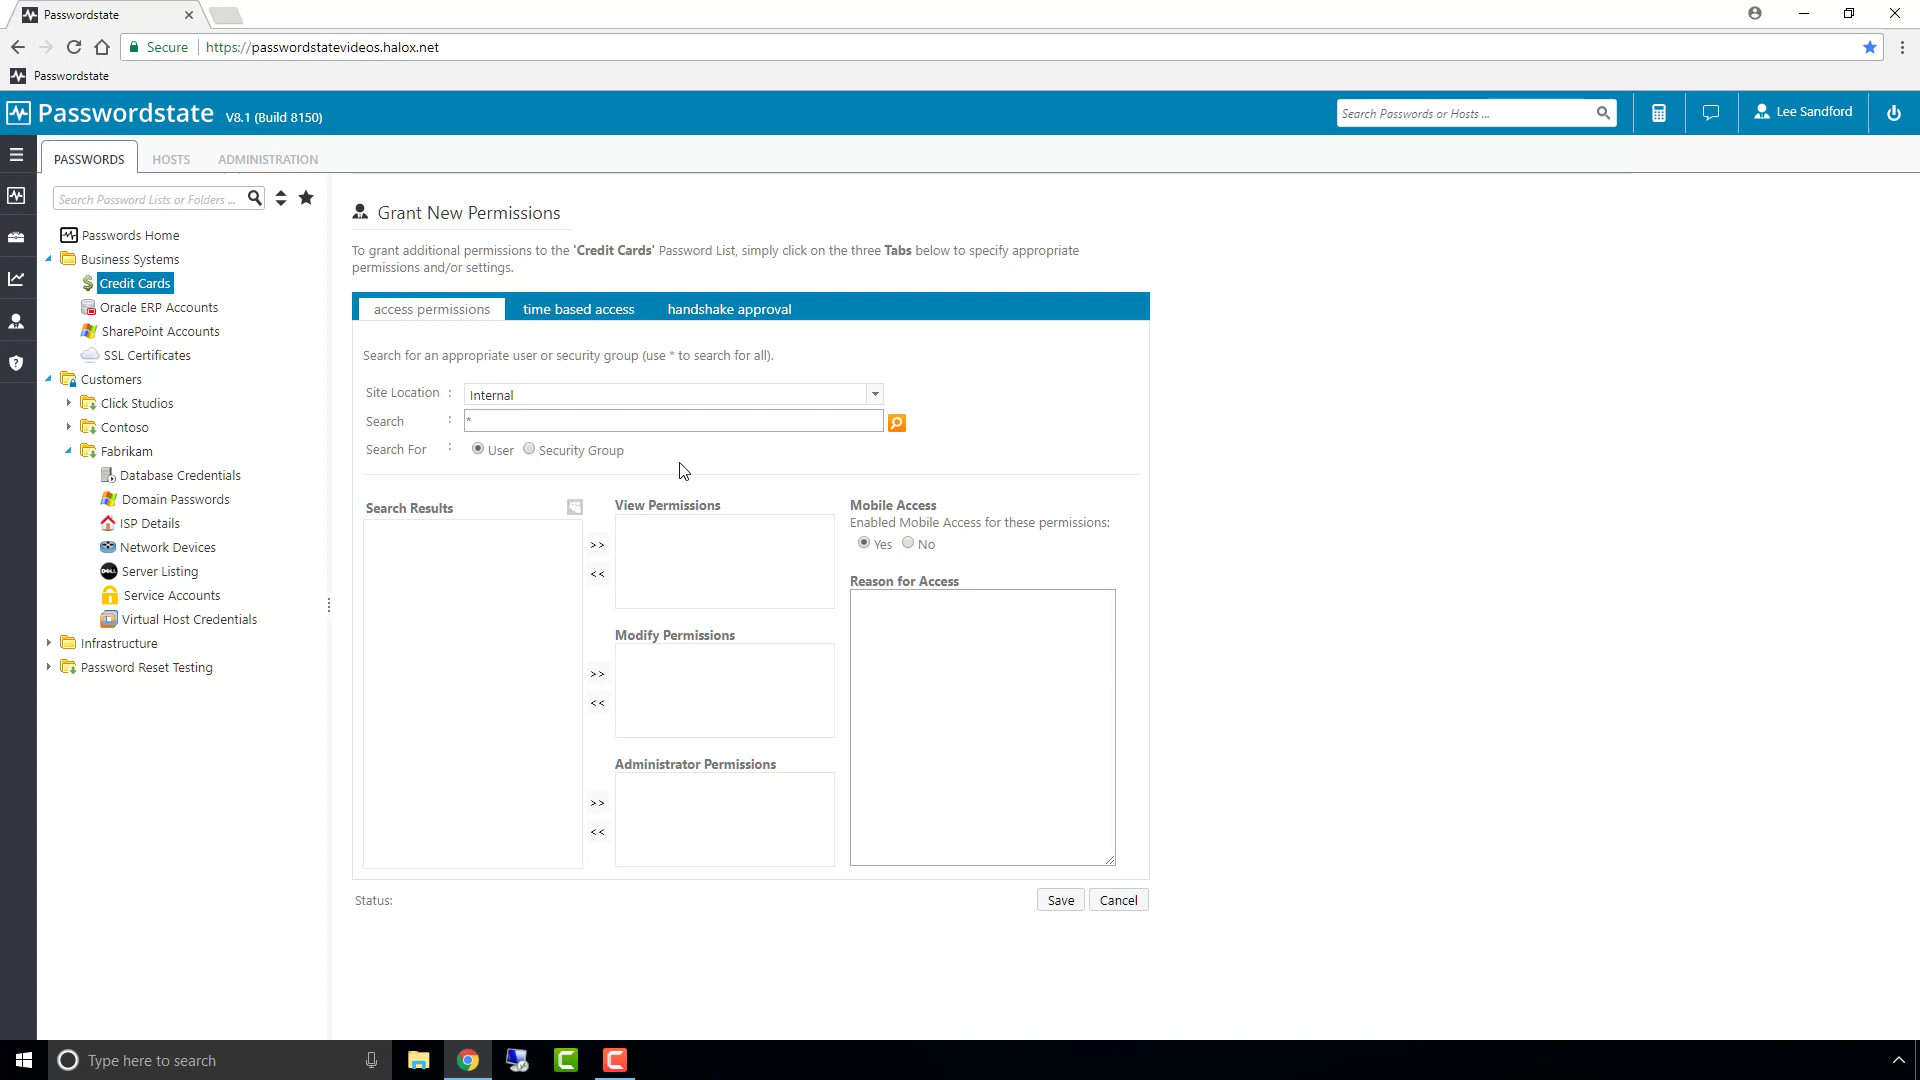 Passwordstate
Secure
https://passwordstatevideos.halox.net
Passwordstate
Passwordstate V8.1 (Build 8150)
Search Passwords or Hosts ...
Lee Sandford
PASSWORDS
HOSTS
ADMINISTRATION
Search Password Lists or Folders ...
Passwords Home
Business Systems
Credit Cards
Oracle ERP Accounts
SharePoint Accounts
SSL Certificates
Customers
Click Studios
Contoso
Fabrikam
Database Credentials
Domain Passwords
ISP Details
Network Devices
DELL
Server Listing
Service Accounts
Virtual Host Credentials
Infrastructure
Password Reset Testing
Grant New Permissions
To grant additional permissions to the 'Credit Cards' Password List, simply click on the three Tabs below to specify appropriate
permissions and/or settings.
access permissions
time based access
handshake approval
Search for an appropriate user or security group (use * to search for all).
Site Location :
Internal
Search :
*
Search For :
User
Security Group
Search Results
>>
<<
>>
<<
>>
<<
View Permissions
Modify Permissions
Administrator Permissions
Mobile Access
Enabled Mobile Access for these permissions:
Yes
No
Reason for Access
Status:
Save
Cancel
Type here to search